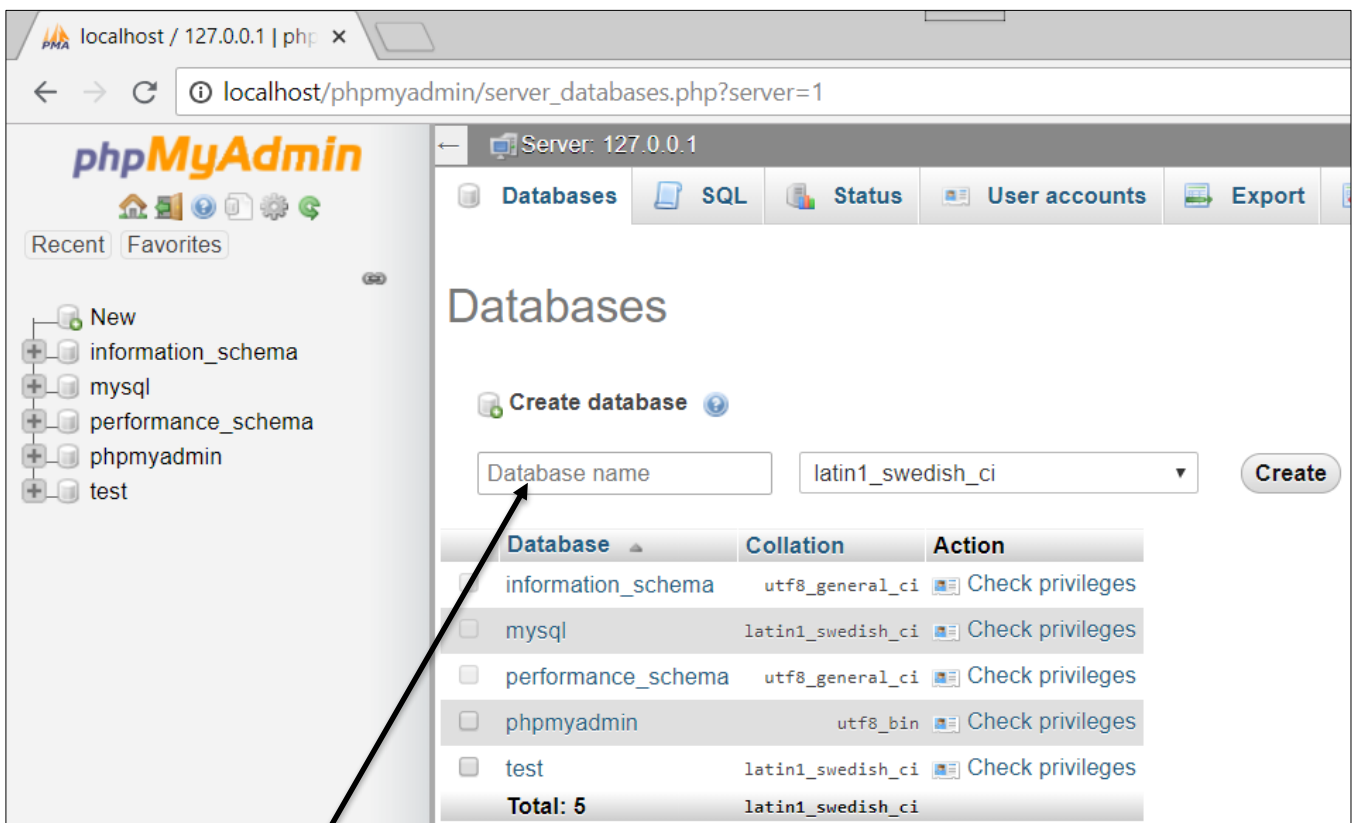 PMA localhost / 127.0.0.1 | php
localhost/phpmyadmin/server_databases.php?server=1
phpMyAdmin
Recent Favorites
New
information_schema
mysql
performance_schema
phpmyadmin
test
Server: 127.0.0.1
Databases SQL Status User accounts Export
Databases
Create database
Database name latin1_swedish_ci Create
Database Collation Action
information_schema utf8_general_ci Check privileges
mysql latin1_swedish_ci Check privileges
performance_schema utf8_general_ci Check privileges
phpmyadmin utf8_bin Check privileges
test latin1_swedish_ci Check privileges
Total: 5 latin1_swedish_ci